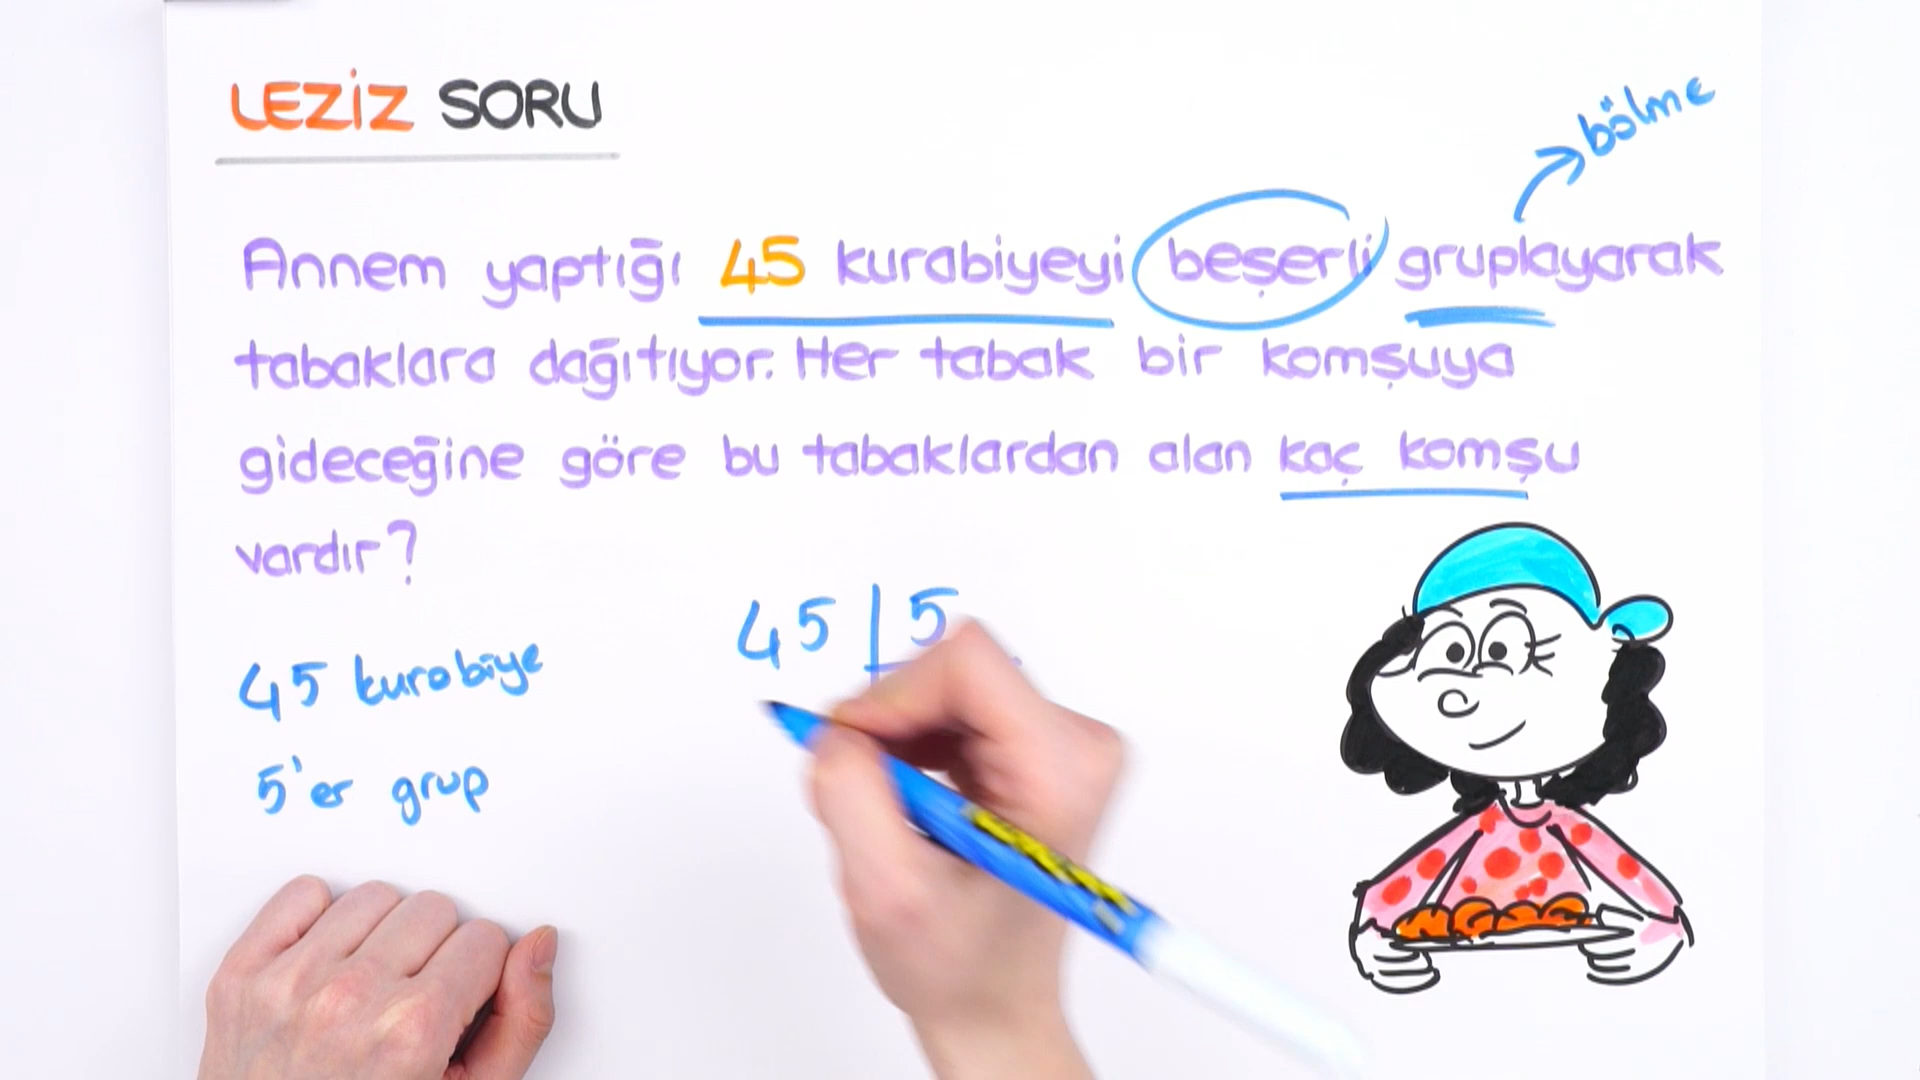 LEZİZ SORU
bölme
Annem yaptığı 45 kurabiyeyi beşerli gruplayarak
tabaklara dağıtıyor. Her tabak bir komşuya
gideceğine göre bu tabaklardan alan kaç komşu
vardır?
45 | 5
45 kurabiye
5'er grup